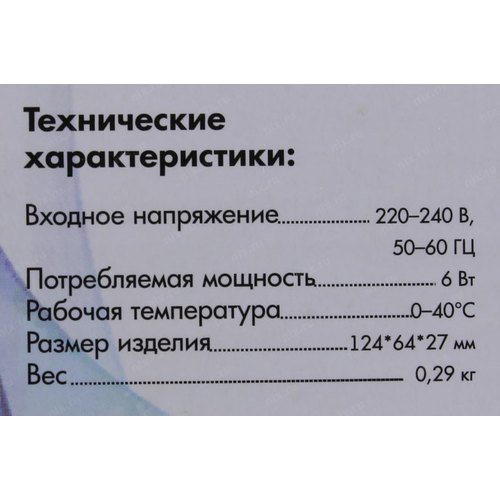 Технические
характеристики:
Входное напряжение.................... 220–240 В,
50–60 ГЦ
Потребляемая мощность......................... 6 Вт
Рабочая температура..........................0–40°С
Размер изделия........................... 124*64*27 мм
Вес ................................................................ 0,29 кг